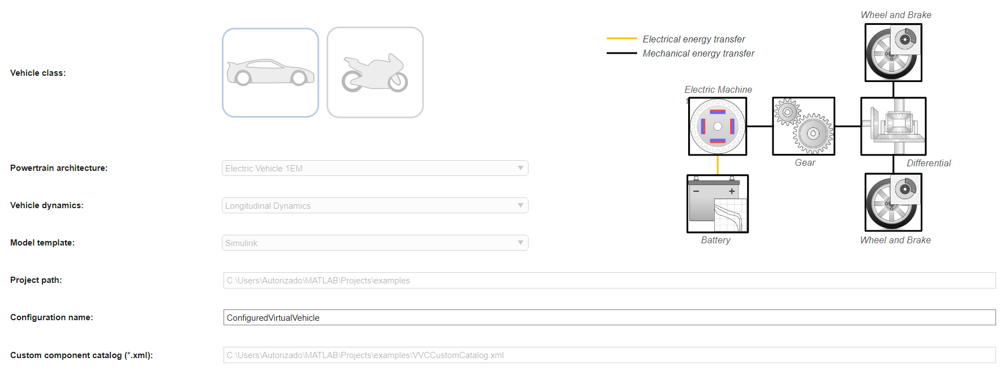 Vehicle class:
Electrical energy transfer
Mechanical energy transfer
Wheel and Brake
Electric Machine
Gear
Differential
Battery
Wheel and Brake
Powertrain architecture:
Electric Vehicle 1EM
Vehicle dynamics:
Longitudinal Dynamics
Model template:
Simulink
Project path:
C:\Users\Autorizado\MATLAB\Projects\examples
Configuration name:
ConfiguredVirtualVehicle
Custom component catalog (*.xml):
C:\Users\Autorizado\MATLAB\Projects\examples\VVCCustomCatalog.xml